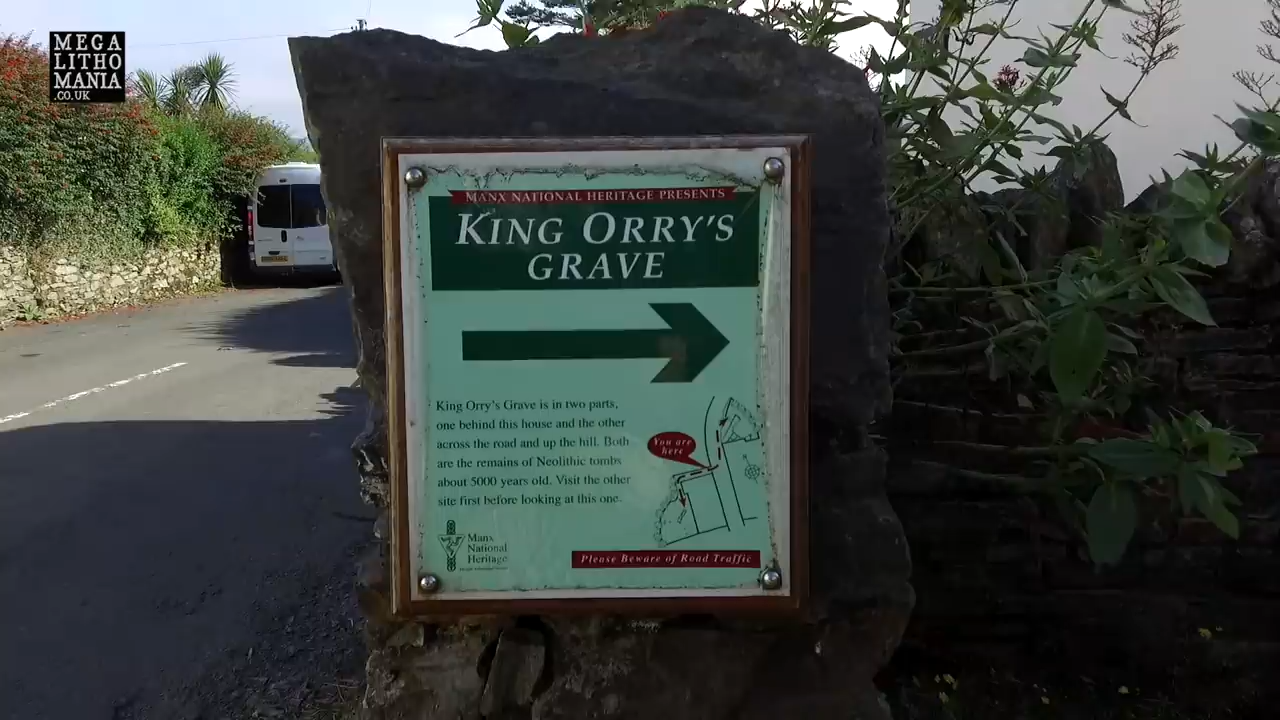 MEGA
LITHO
MANIA
.CO.UK
MANX NATIONAL HERITAGE PRESENTS
KING ORRY'S
GRAVE
King Orry's Grave is in two parts,
one behind this house and the other
across the road and up the hill. Both
are the remains of Neolithic tombs
about 5000 years old. Visit the other
site first before looking at this one.
You are
here
Manx
National
Heritage
Please Beware of Road Traffic